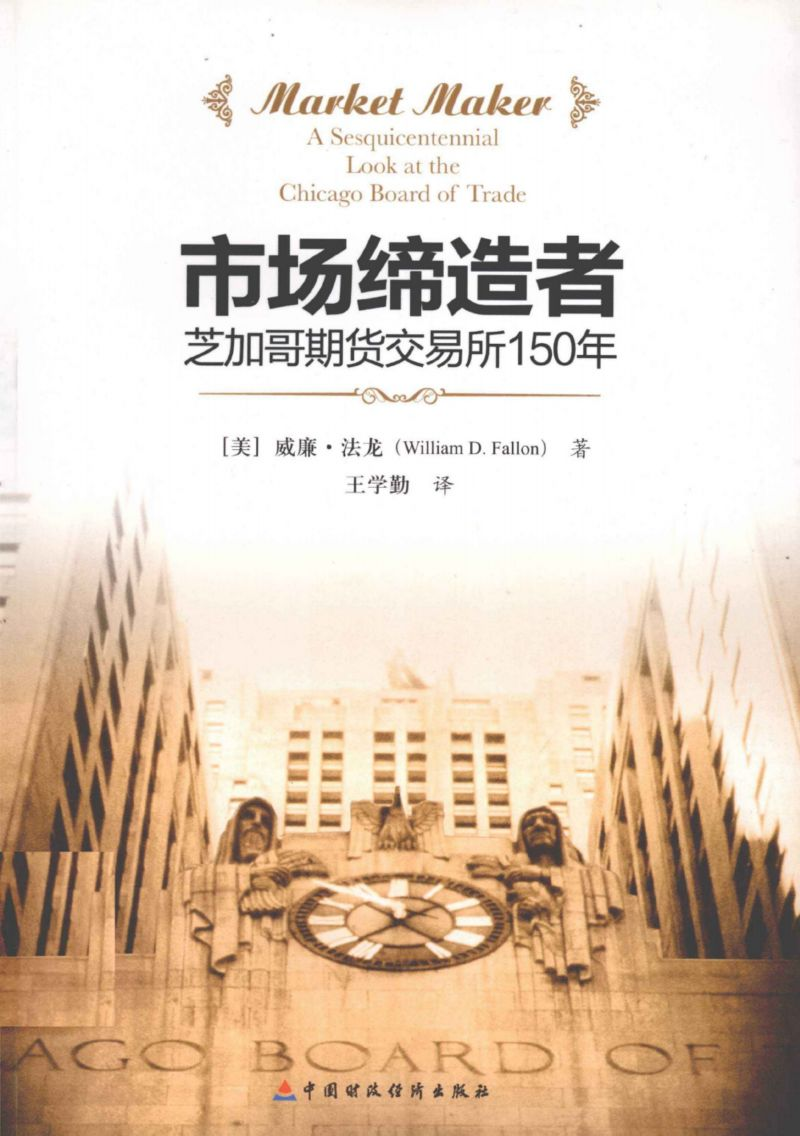 Market Maker
A Sesquicentennial
Look at the
Chicago Board of Trade
市场缔造者
芝加哥期货交易所150年
[美] 威廉·法龙（William D. Fallon） 著
王学勤 译
AGO BOARD OF
中国财政经济出版社